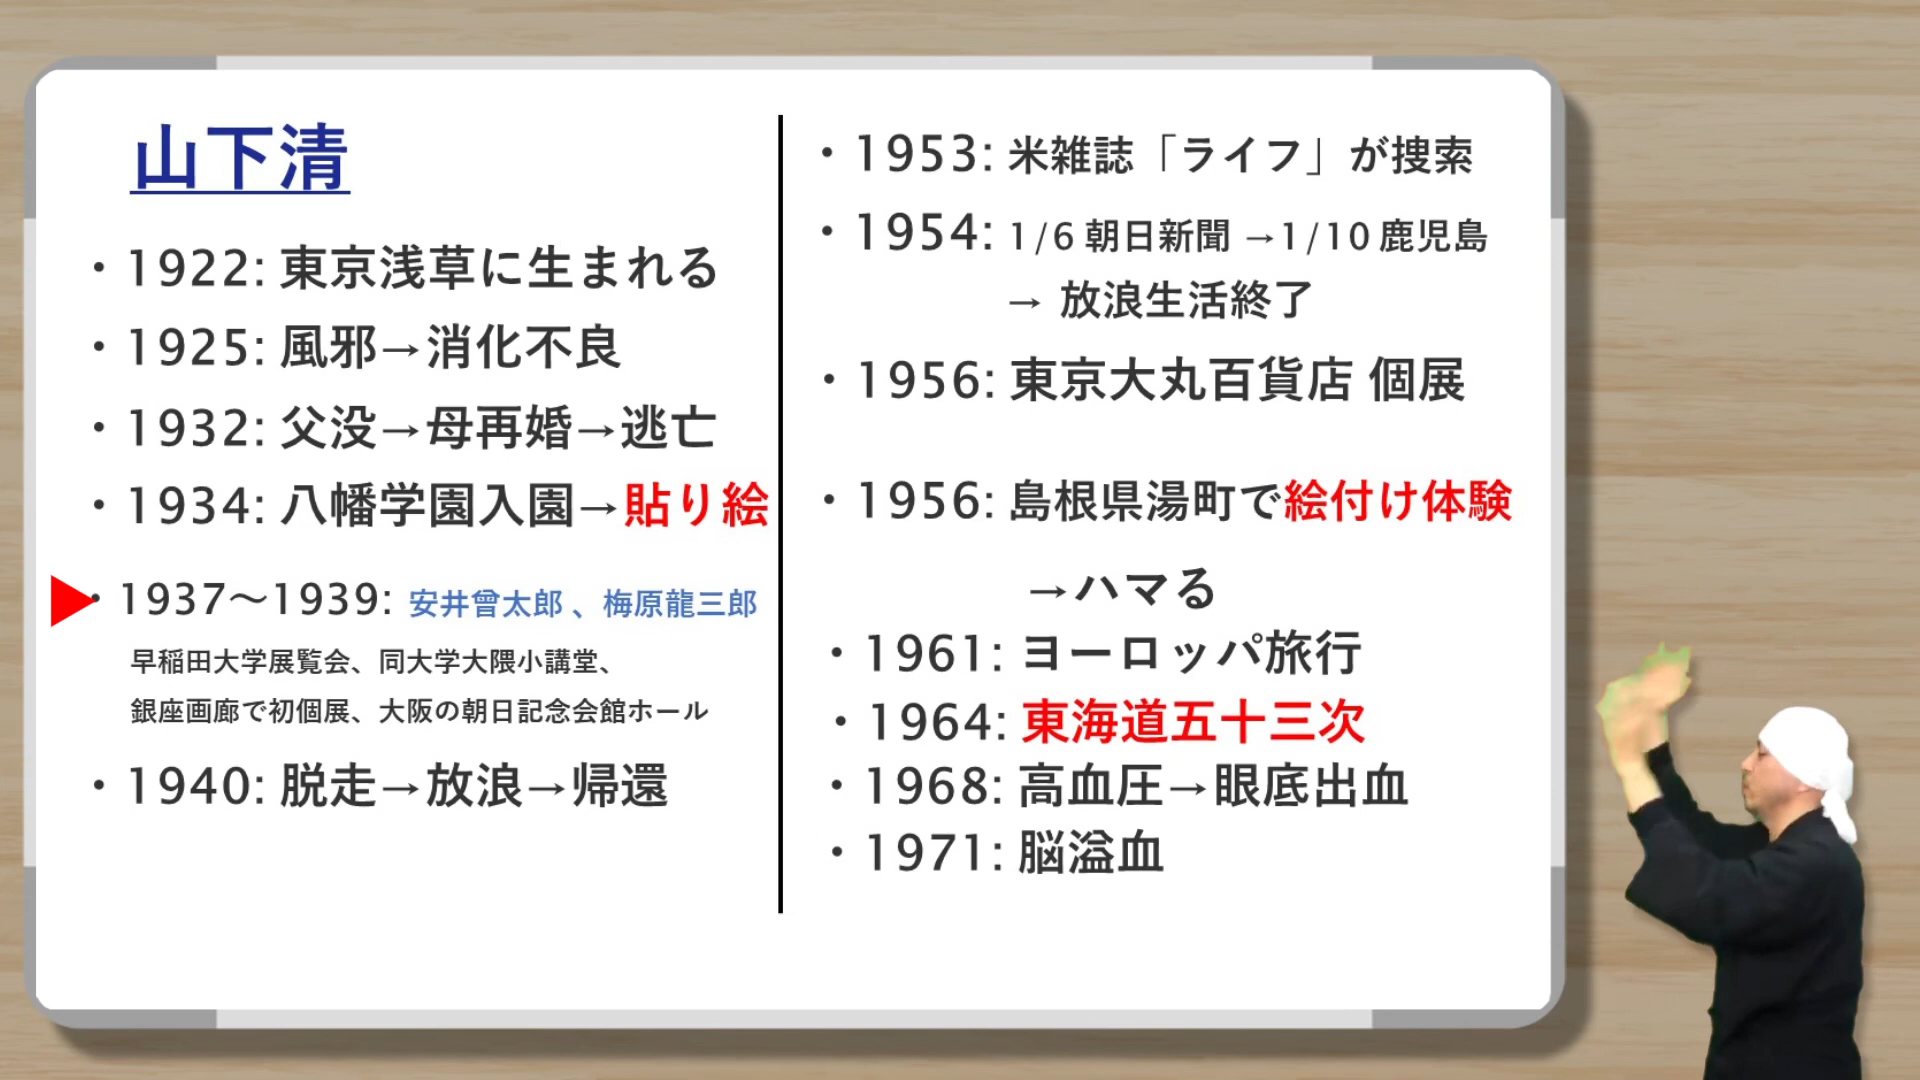 山下清
・1922: 東京浅草に生まれる
・1925: 風邪→消化不良
・1932: 父没→母再婚→逃亡
・1934: 八幡学園入園→貼り絵
・1937〜1939: 安井曾太郎、梅原龍三郎
早稲田大学展覧会、同大学大隈小講堂、
銀座画廊で初個展、大阪の朝日記念会館ホール
・1940: 脱走→放浪→帰還
・1953: 米雑誌「ライフ」が捜索
・1954: 1/6 朝日新聞 →1/10 鹿児島
→ 放浪生活終了
・1956: 東京大丸百貨店 個展
・1956: 島根県湯町で絵付け体験
→ハマる
・1961: ヨーロッパ旅行
・1964: 東海道五十三次
・1968: 高血圧→眼底出血
・1971: 脳溢血